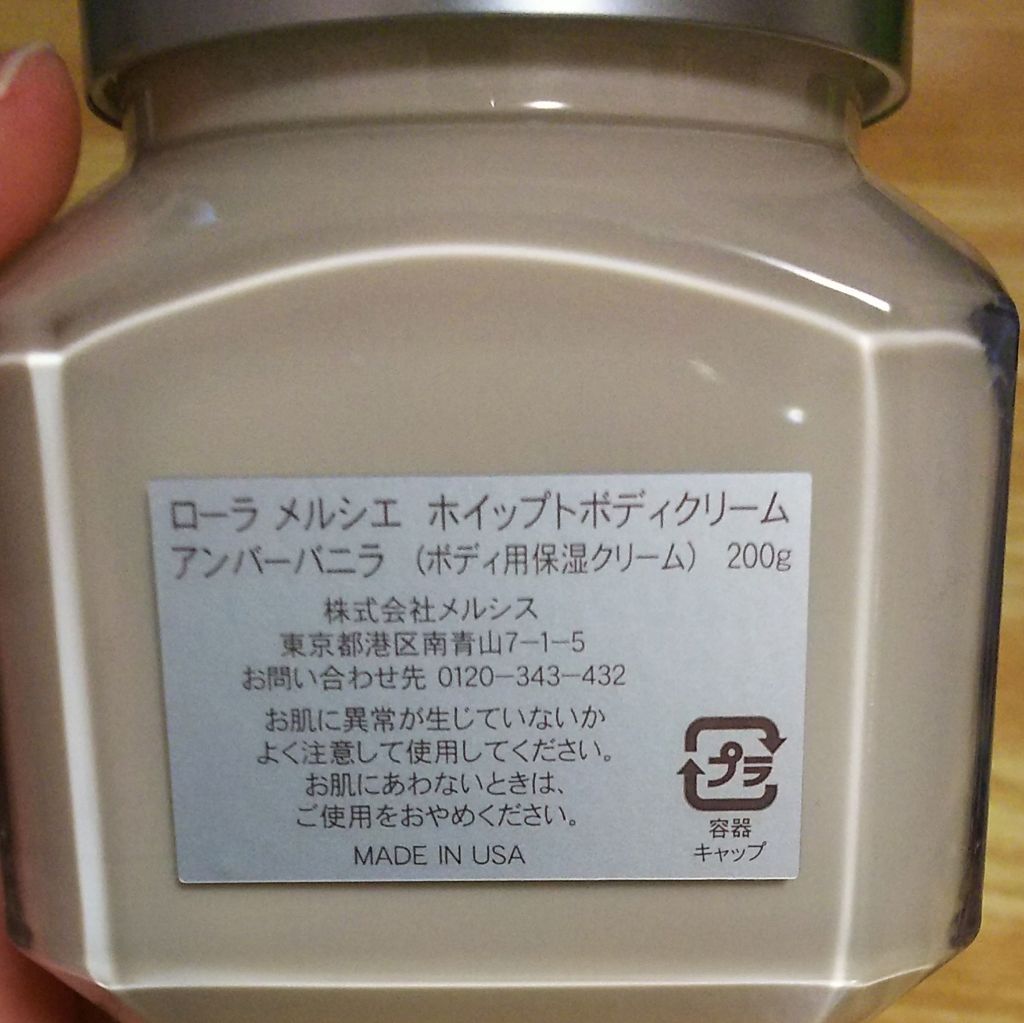 ローラ メルシエ ホイップトボディクリーム
アンバーバニラ （ボディ用保湿クリーム） 200g
株式会社メルシス
東京都港区南青山7−1−5
お問い合わせ先 0120−343−432
お肌に異常が生じていないか
よく注意して使用してください。
お肌にあわないときは、
ご使用をおやめください。
MADE IN USA
プラ
容器
キャップ